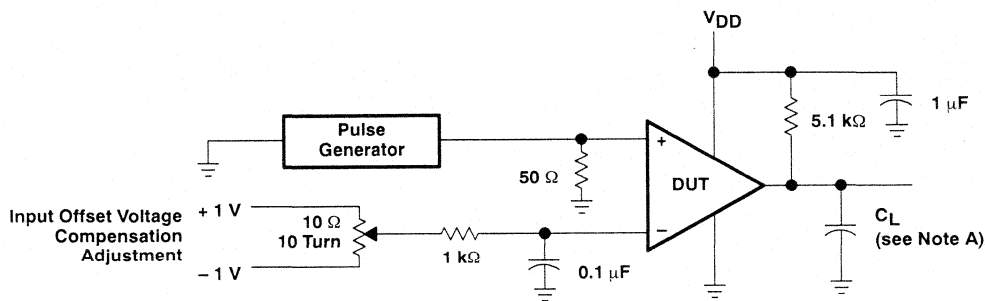 VDD
1 μF
5.1 kΩ
Pulse
Generator
+
50 Ω
DUT
Input Offset Voltage
Compensation
Adjustment
+ 1 V
10 Ω
10 Turn
– 1 V
1 kΩ
–
0.1 μF
CL
(see Note A)